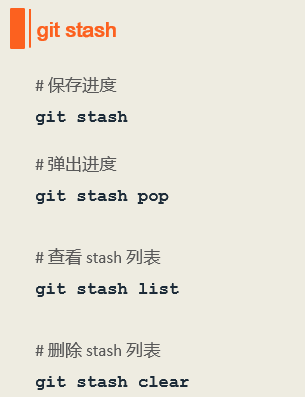 git stash
# 保存进度
git stash
# 弹出进度
git stash pop
# 查看 stash 列表
git stash list
# 删除 stash 列表
git stash clear